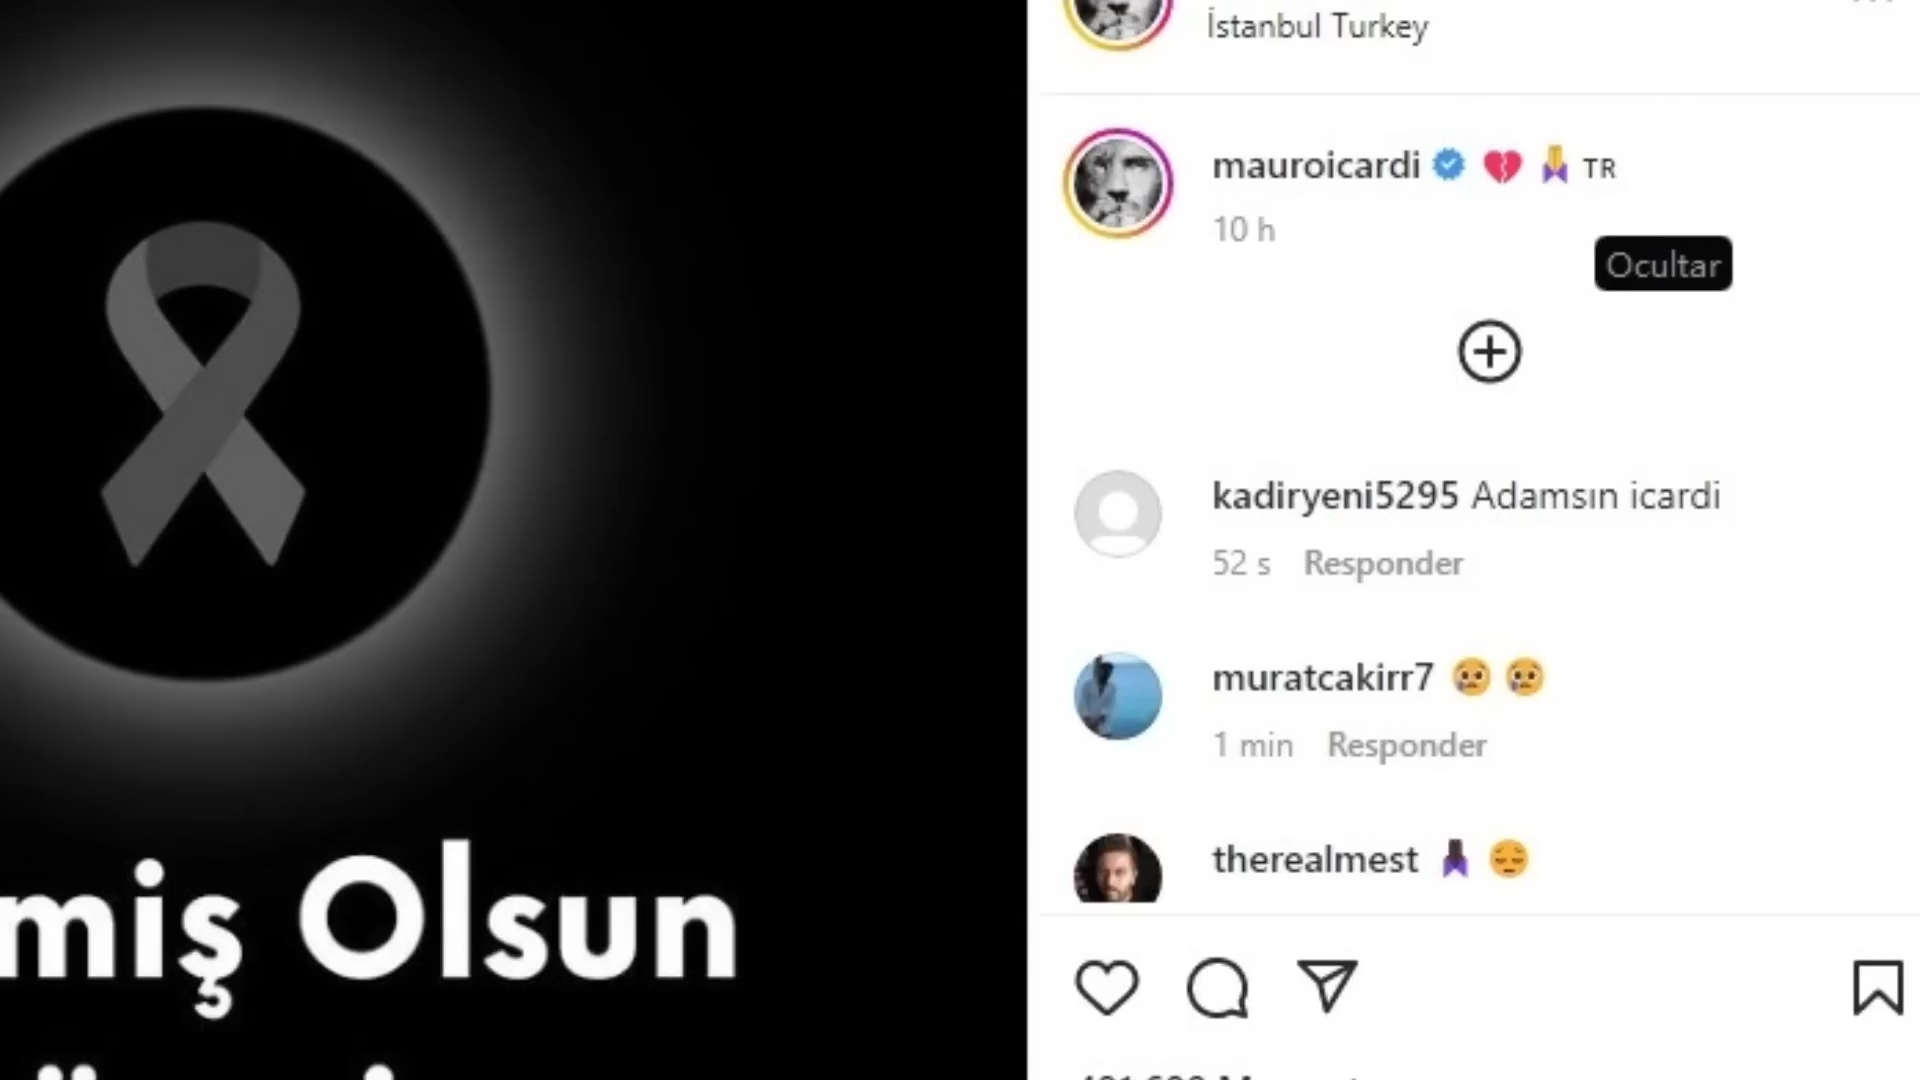 miş Olsun
İstanbul Turkey
mauroicardi 💔 🙏 TR
10 h
Ocultar
kadiryeni5295 Adamsın icardi
52 s Responder
muratcakirr7 😢 😢
1 min Responder
therealmest 🙏🏿 😔